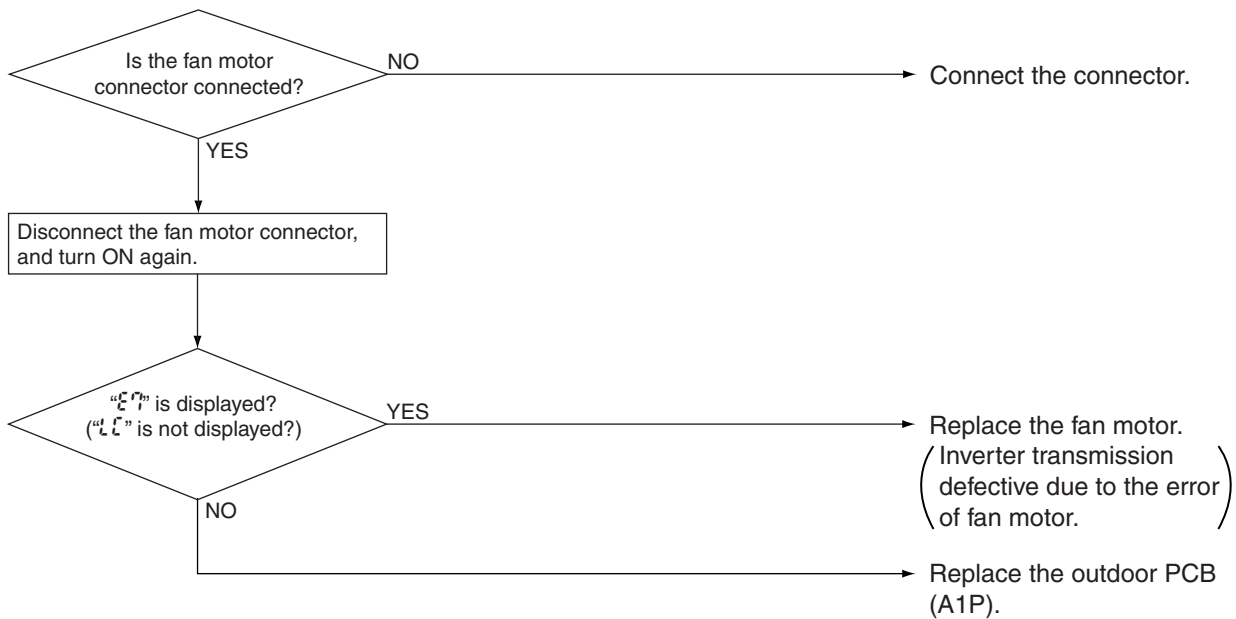 Is the fan motor
connector connected?
NO
Connect the connector.
YES
Disconnect the fan motor connector,
and turn ON again.
“E7” is displayed?
(“LC” is not displayed?)
YES
Replace the fan motor.
(Inverter transmission
defective due to the error
of fan motor.)
NO
Replace the outdoor PCB
(A1P).